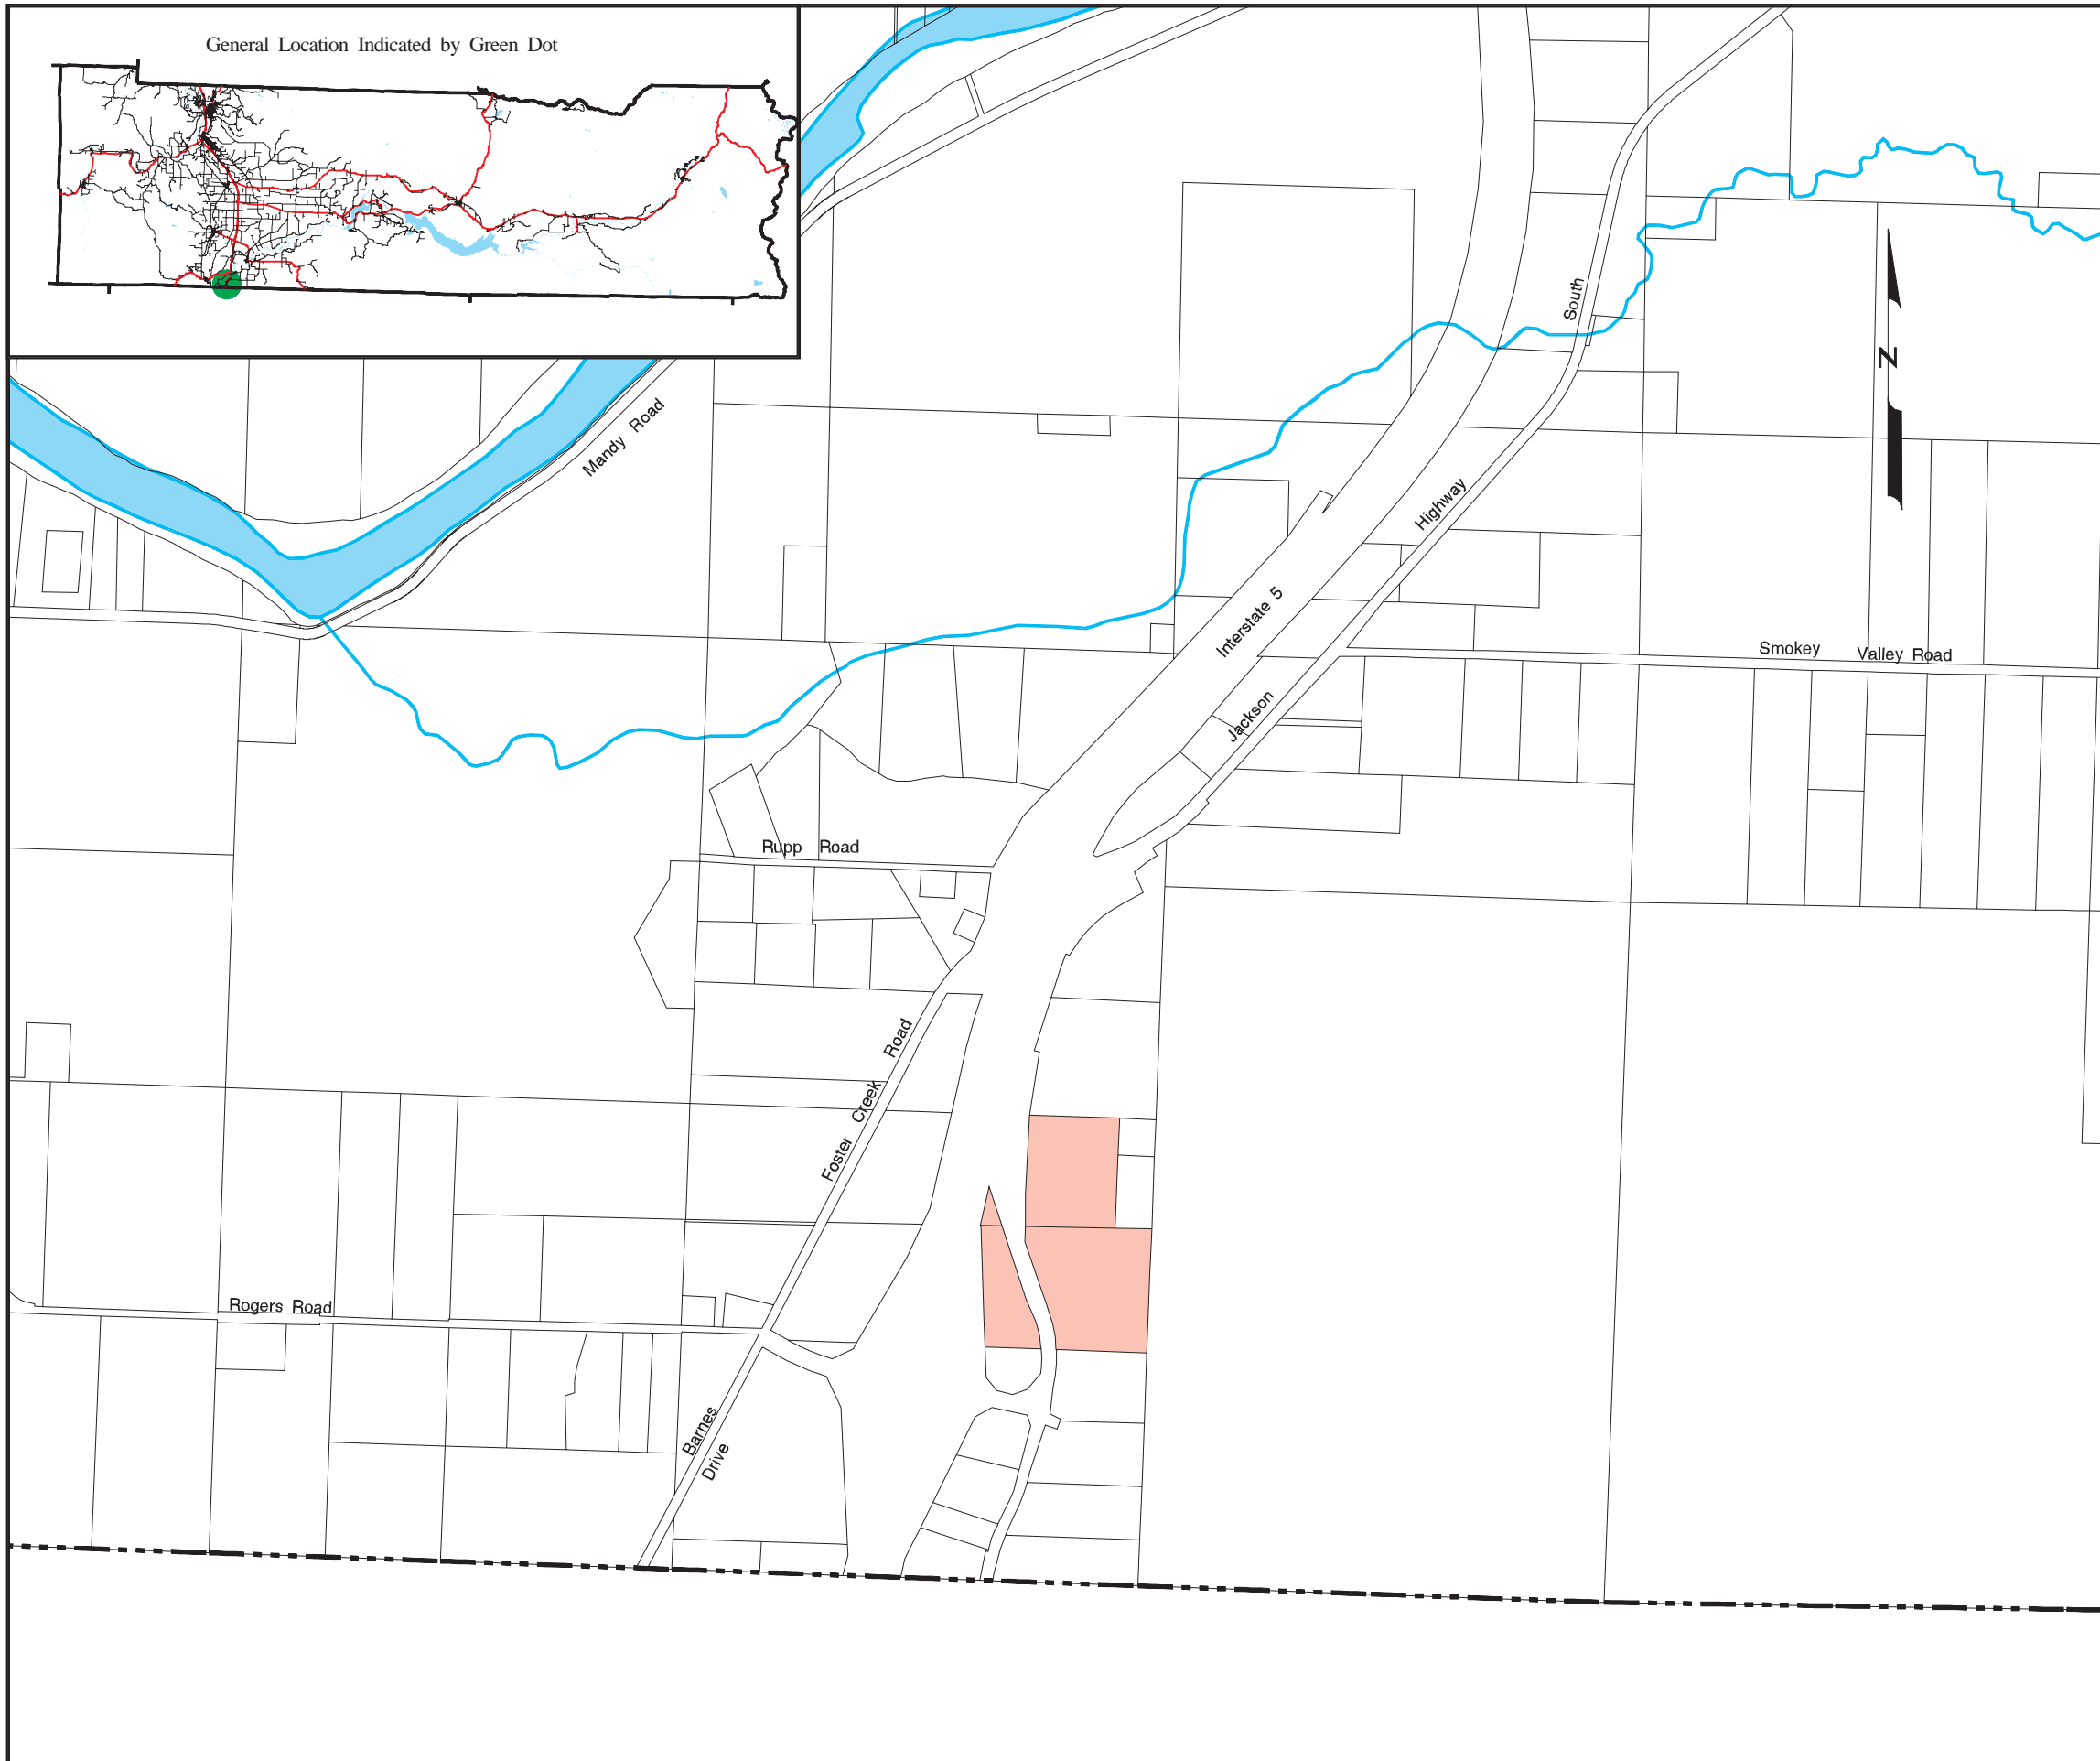 General Location Indicated by Green Dot
South
N
Mandy Road
Highway
Interstate 5
Smokey Valley Road
Jackson
Rupp Road
Foster Creek Road
Rogers Road
Barnes
Drive